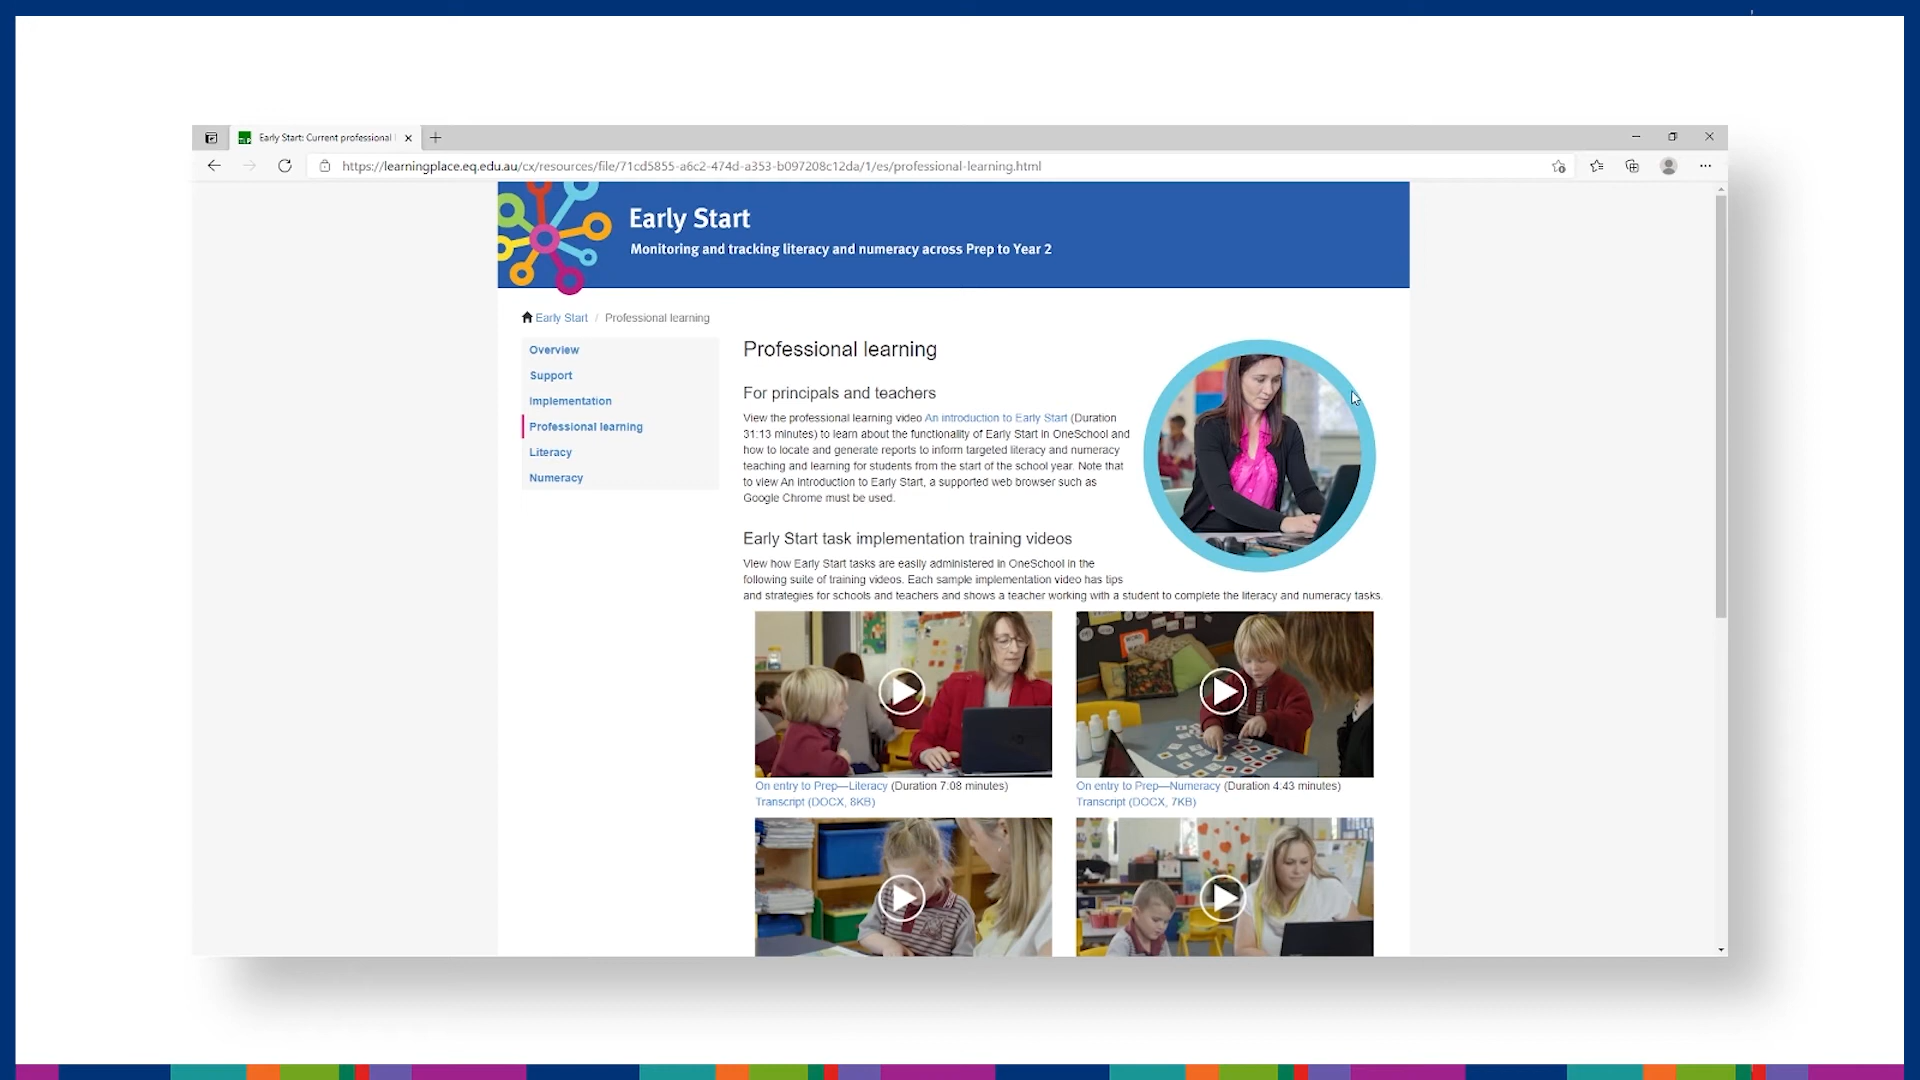 Early Start: Current professional
https://learningplace.eq.edu.au/cx/resources/file/71cd5855-a6c2-474d-a353-b097208c12da/1/es/professional-learning.html
Early Start
Monitoring and tracking literacy and numeracy across Prep to Year 2
Early Start / Professional learning
Overview
Support
Implementation
Professional learning
Literacy
Numeracy
Professional learning
For principals and teachers
View the professional learning video An introduction to Early Start (Duration
31:13 minutes) to learn about the functionality of Early Start in OneSchool and
how to locate and generate reports to inform targeted literacy and numeracy
teaching and learning for students from the start of the school year. Note that
to view An introduction to Early Start, a supported web browser such as
Google Chrome must be used.
Early Start task implementation training videos
View how Early Start tasks are easily administered in OneSchool in the
following suite of training videos. Each sample implementation video has tips
and strategies for schools and teachers and shows a teacher working with a student to complete the literacy and numeracy tasks.
On entry to Prep—Literacy (Duration 7:08 minutes)
Transcript (DOCX, 8KB)
On entry to Prep—Numeracy (Duration 4:43 minutes)
Transcript (DOCX, 7KB)